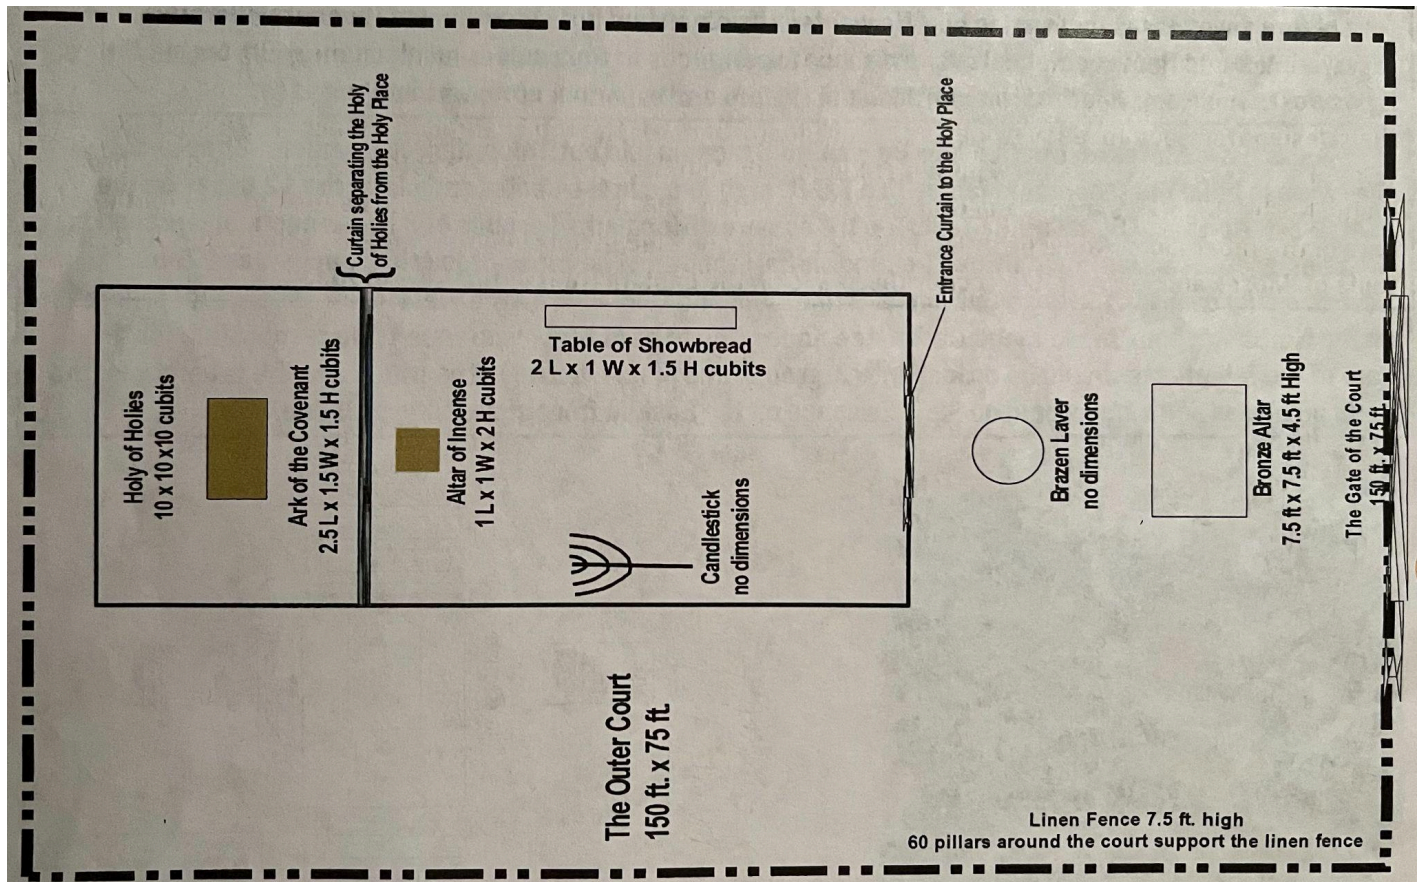 Holy of Holies
10 x 10 x10 cubits
Ark of the Covenant
2.5 L x 1.5 W x 1.5 H cubits
Curtain separating the Holy
of Holiies from the Holy Place
Altar of Incense
1 L x 1 W x 2 H cubits
Table of Showbread
2 L x 1 W x 1.5 H cubits
Candlestick
no dimensions
Entrance Curtain to the Holy Place
Brazen Laver
no dimensions
Bronze Altar
7.5 ft x 7.5 ft x 4.5 ft High
The Gate of the Court
150 ft. x 75 ft.
The Outer Court
150 ft. x 75 ft.
Linen Fence 7.5 ft. high
60 pillars around the court support the linen fence